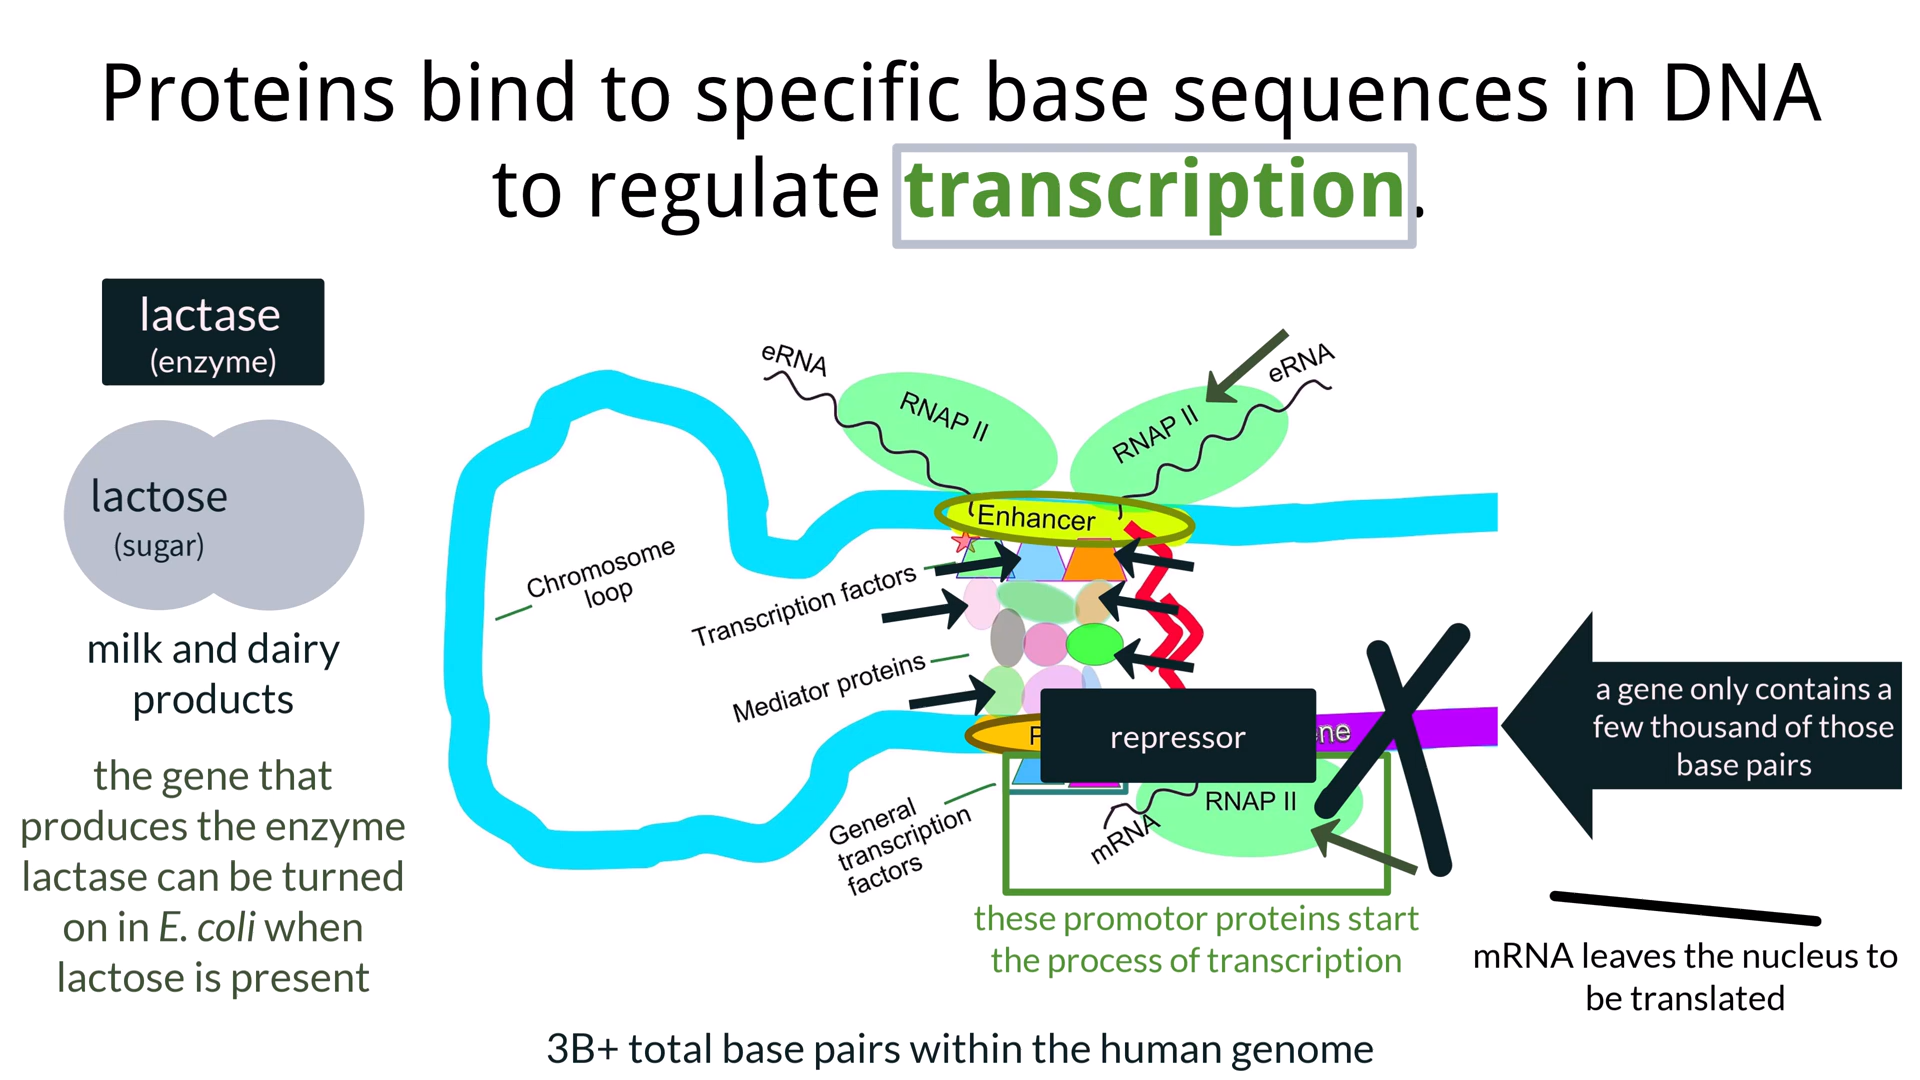 Proteins bind to specific base sequences in DNA
to regulate transcription.
lactase
(enzyme)
lactose
(sugar)
milk and dairy
products
the gene that
produces the enzyme
lactase can be turned
on in E. coli when
lactose is present
eRNA
RNAP II
RNAP II
eRNA
Enhancer
Chromosome
loop
Transcription factors
Mediator proteins
repressor
RNAP II
mRNA
General
transcription
factors
these promotor proteins start
the process of transcription
a gene only contains a
few thousand of those
base pairs
mRNA leaves the nucleus to
be translated
3B+ total base pairs within the human genome